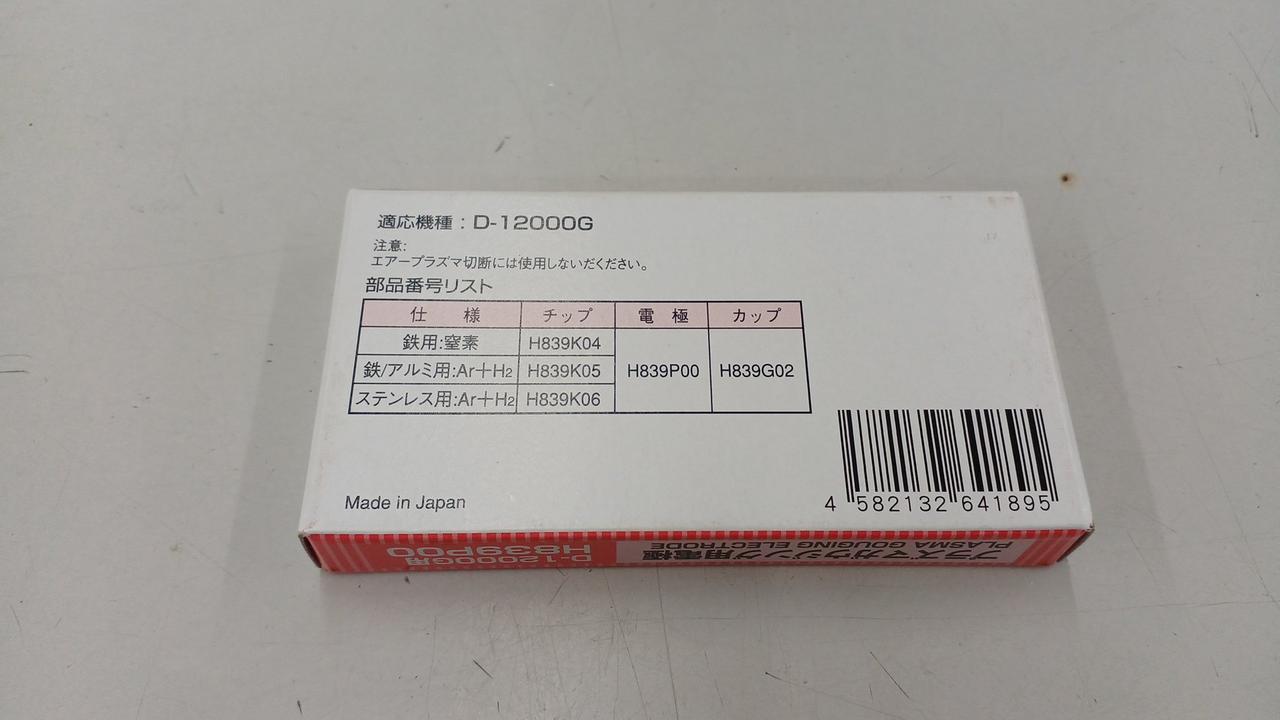 適応機種：D-12000G
注意:
エアープラズマ切断には使用しないだください。
部品番号リスト
仕 様 チップ 電 極 カップ
鉄用:窒素 H839K04
鉄/アルミ用:Ar＋H₂ H839K05 H839P00 H839G02
ステンレス用:Ar＋H₂ H839K06
4 582132 641895
Made in Japan
プラズマガウジング用電極
PLASMA GOUGING ELECTRODE
D-12000G用
H839P00